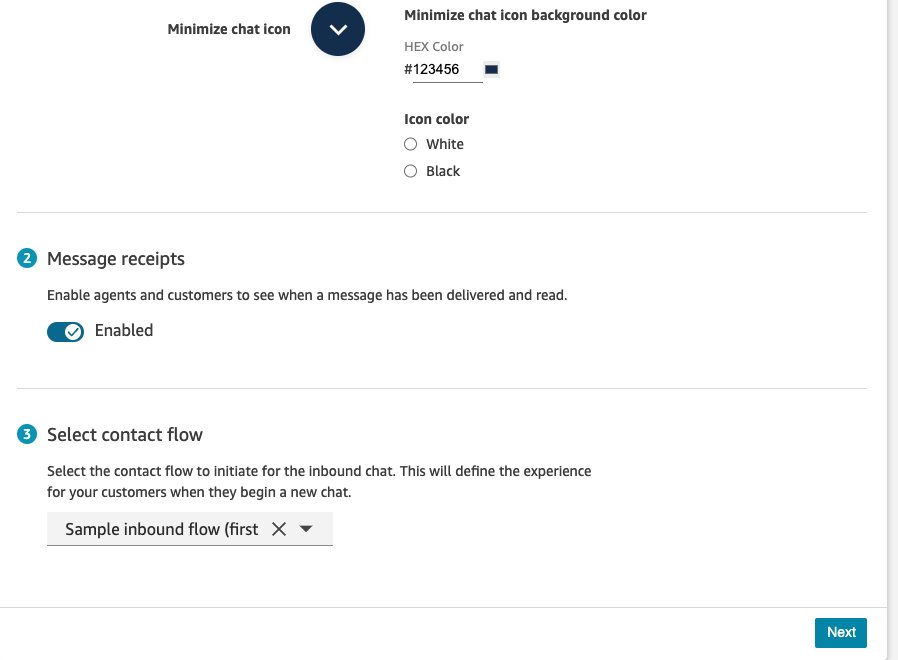 Minimize chat icon
Minimize chat icon background color
HEX Color
#123456
Icon color
White
Black
2 Message receipts
Enable agents and customers to see when a message has been delivered and read.
Enabled
3 Select contact flow
Select the contact flow to initiate for the inbound chat. This will define the experience
for your customers when they begin a new chat.
Sample inbound flow (first
Next